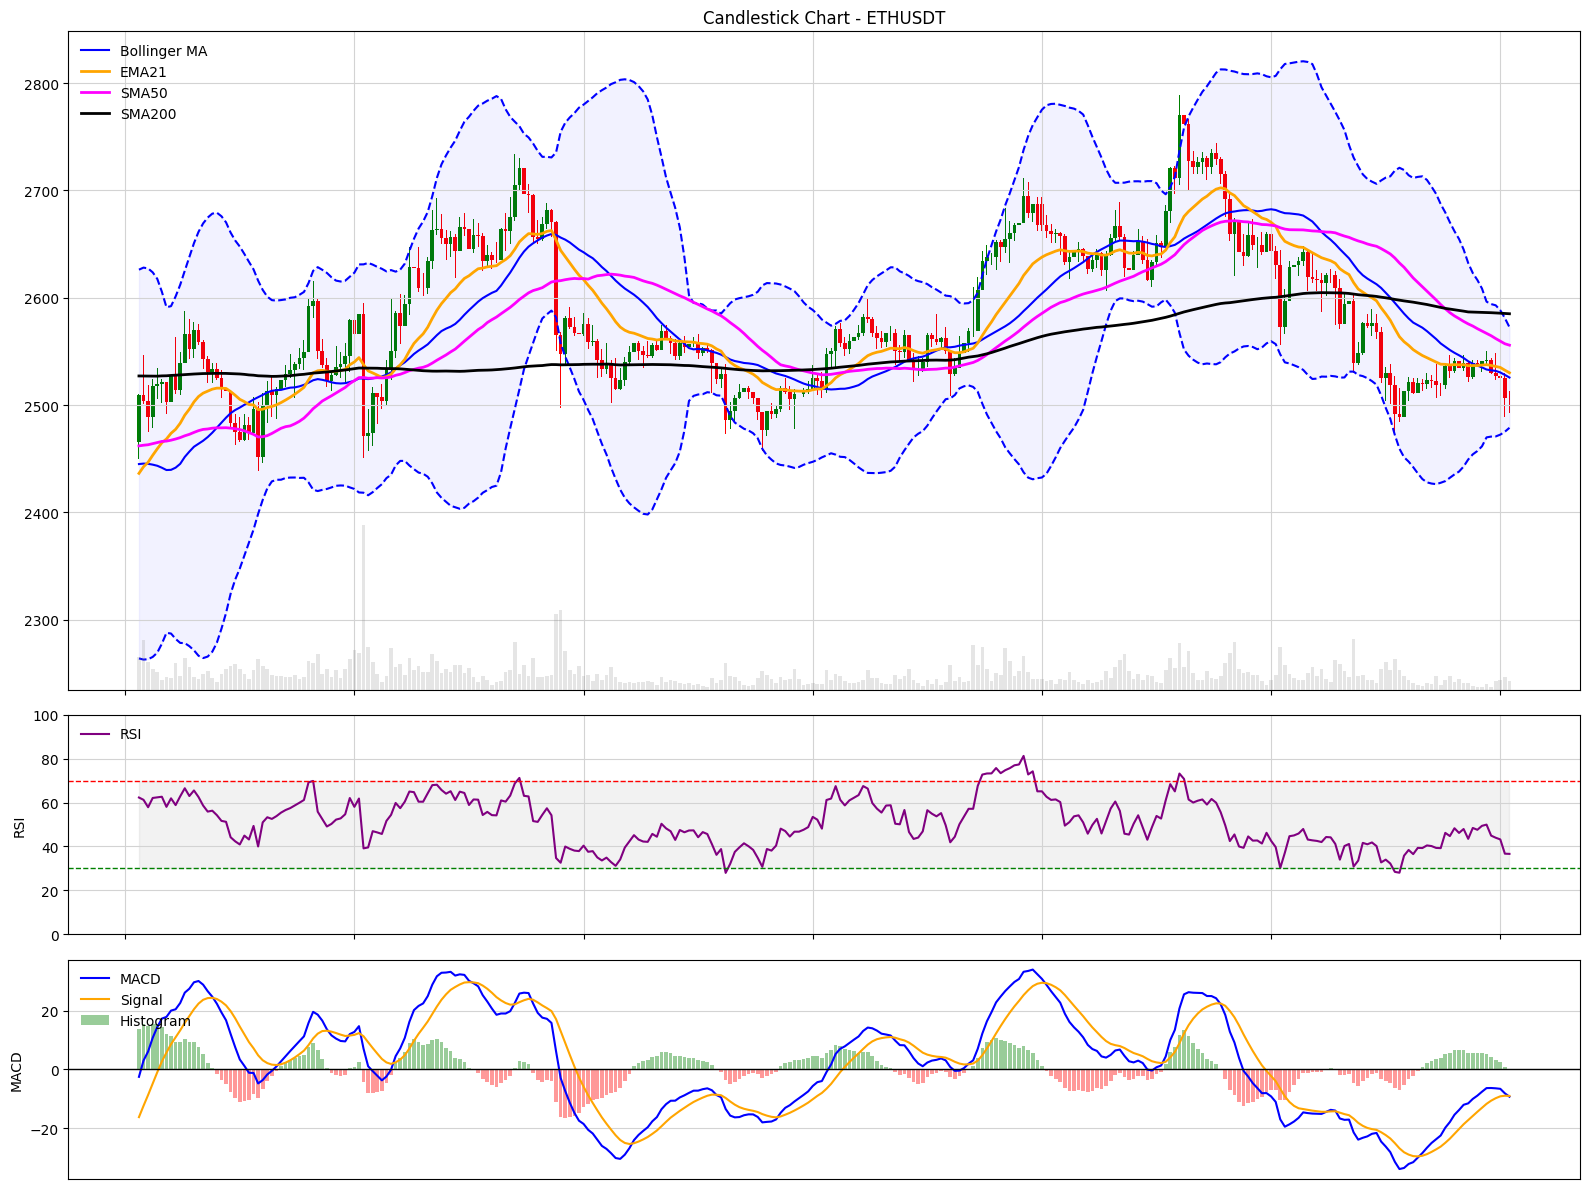 Candlestick Chart - ETHUSDT
Bollinger MA
EMA21
SMA50
SMA200
2800
2700
2600
2500
2400
2300
RSI
100
80
60
40
20
0
RSI
MACD
Signal
Histogram
20
0
−20
MACD